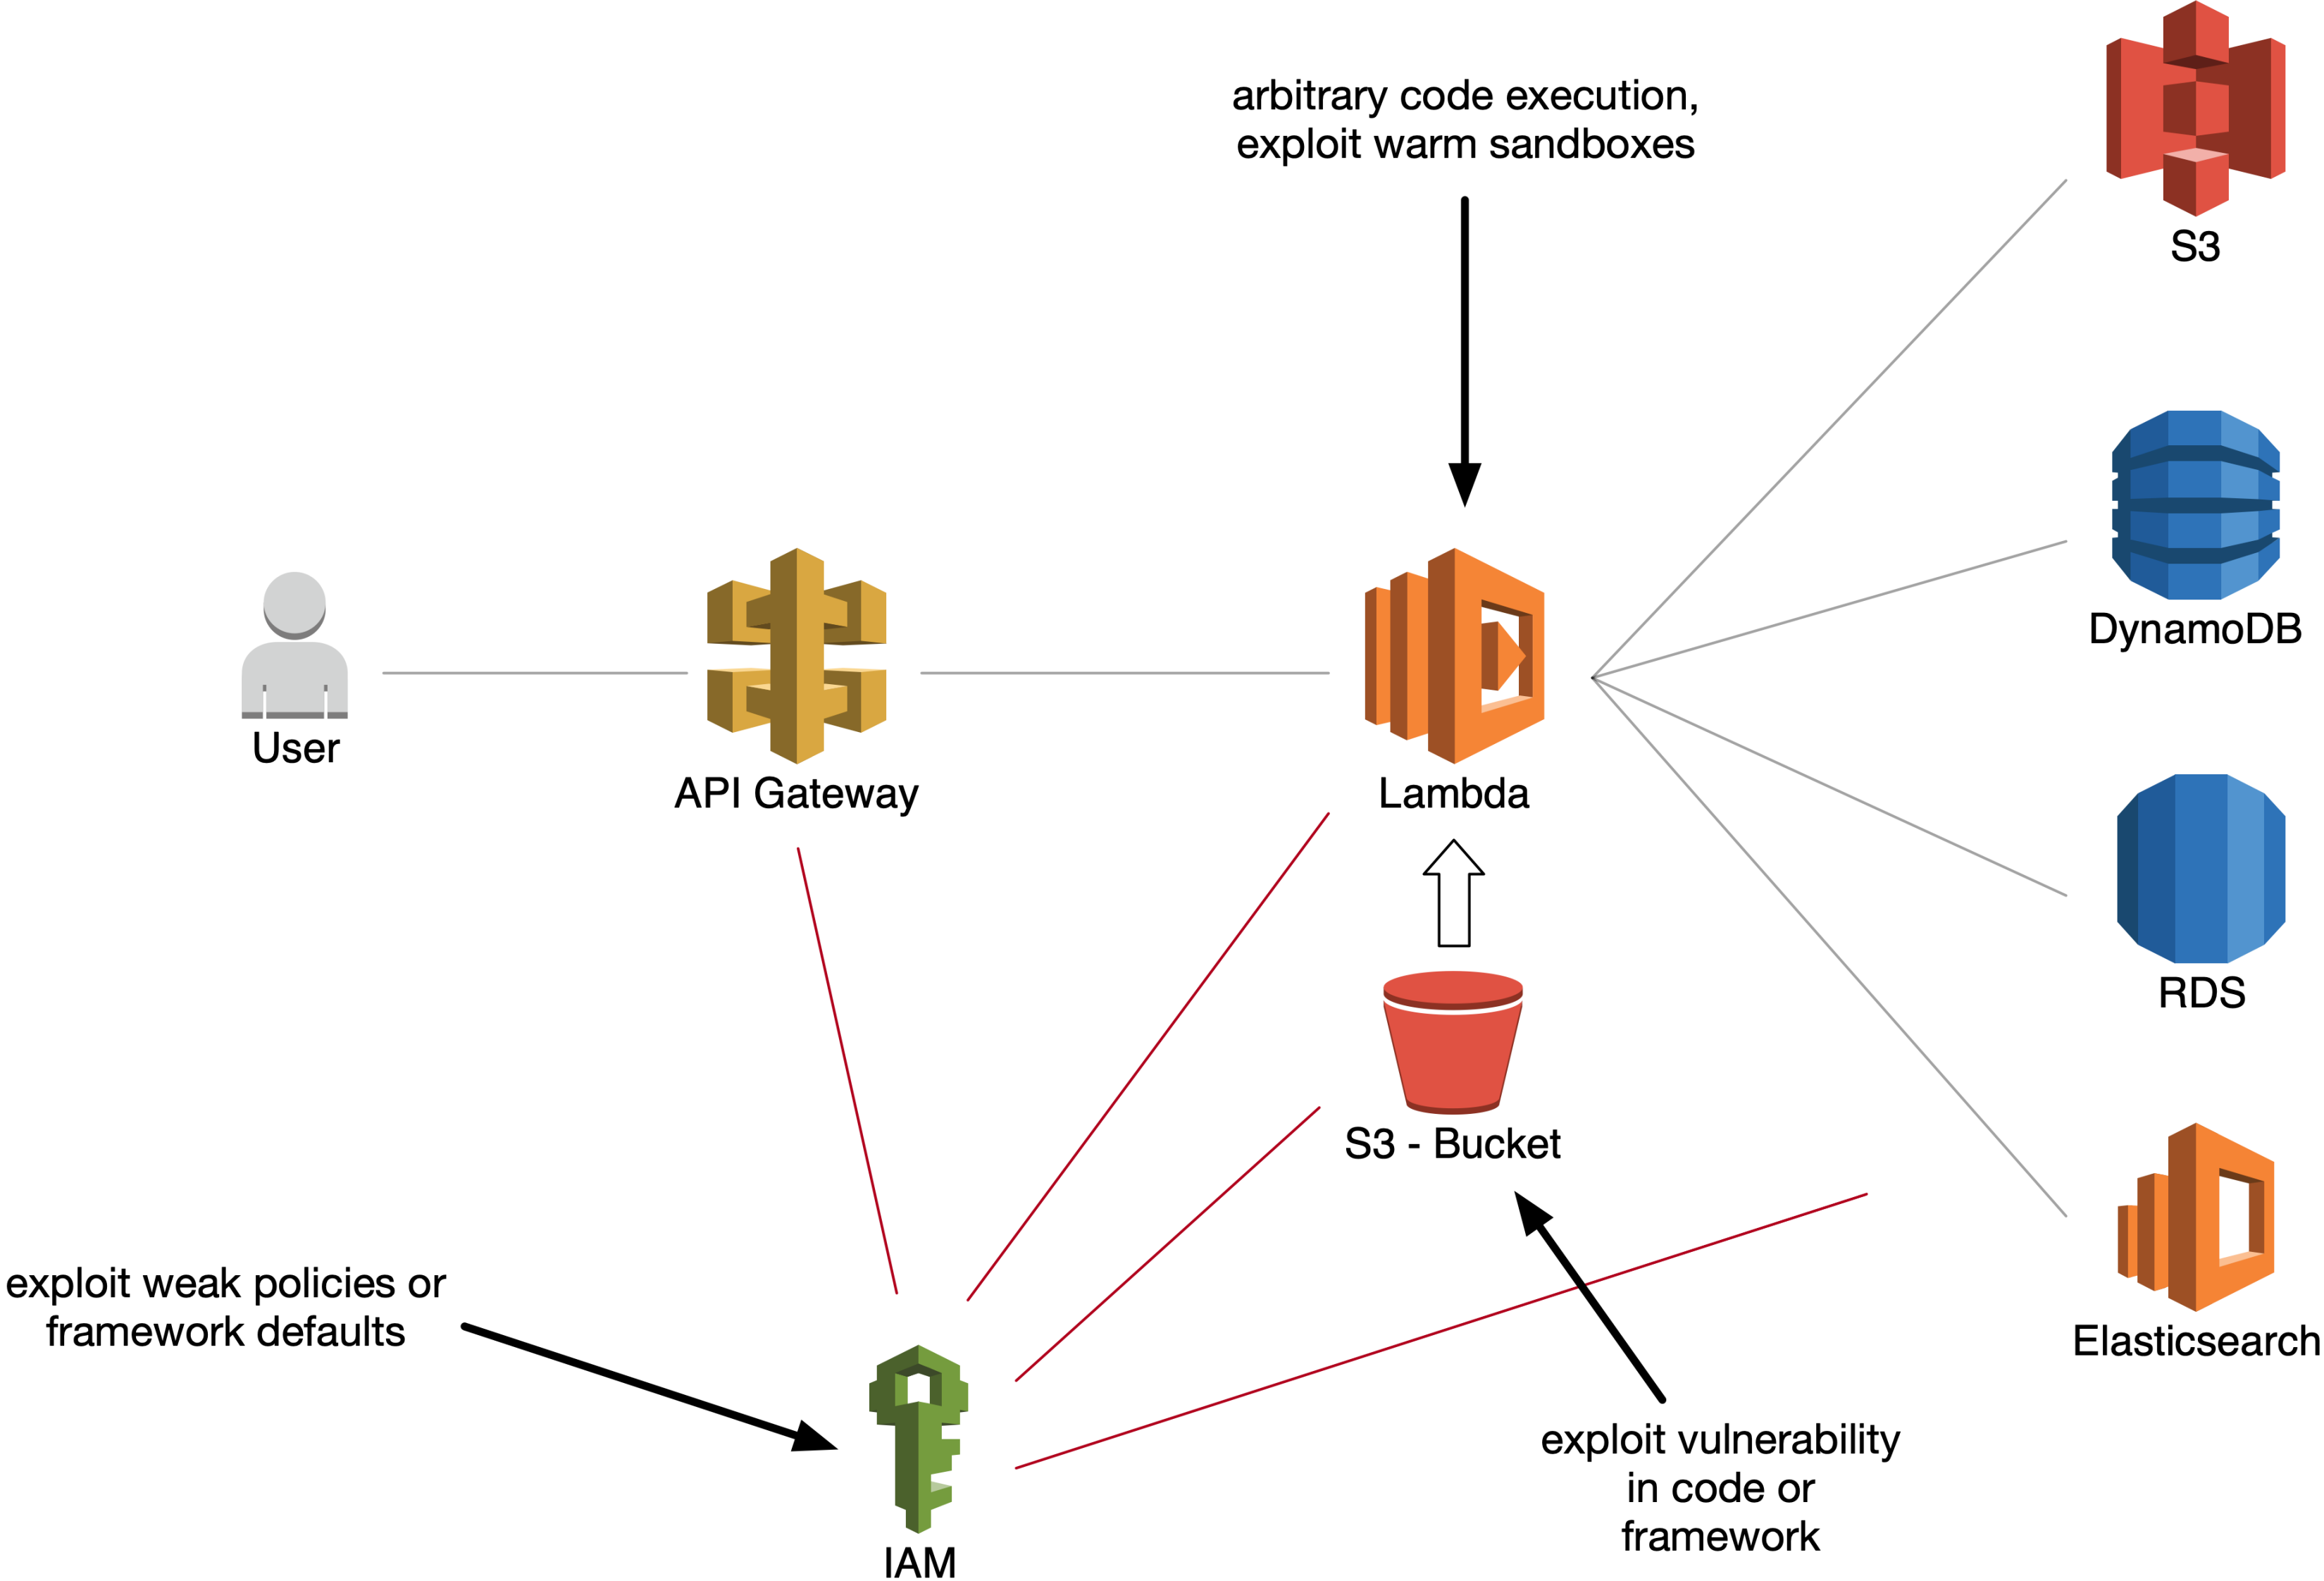 arbitrary code execution,
exploit warm sandboxes
S3
DynamoDB
User
API Gateway
Lambda
RDS
S3 - Bucket
exploit weak policies or
framework defaults
Elasticsearch
exploit vulnerability
in code or
framework
IAM